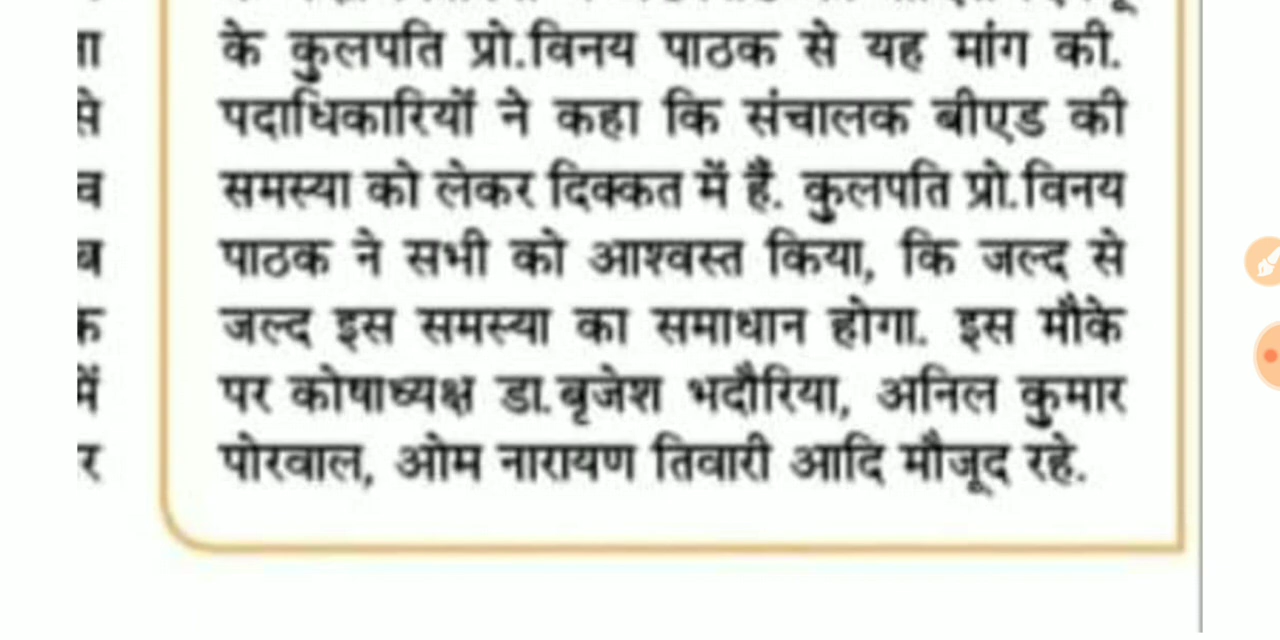 के कुलपति प्रो.विनय पाठक से यह मांग की.
पदाधिकारियों ने कहा कि संचालक बीएड की
समस्या को लेकर दिक्कत में हैं. कुलपति प्रो.विनय
पाठक ने सभी को आश्वस्त किया, कि जल्द से
जल्द इस समस्या का समाधान होगा. इस मौके
पर कोषाध्यक्ष डा.बृजेश भदौरिया, अनिल कुमार
पोरवाल, ओम नारायण तिवारी आदि मौजूद रहे.